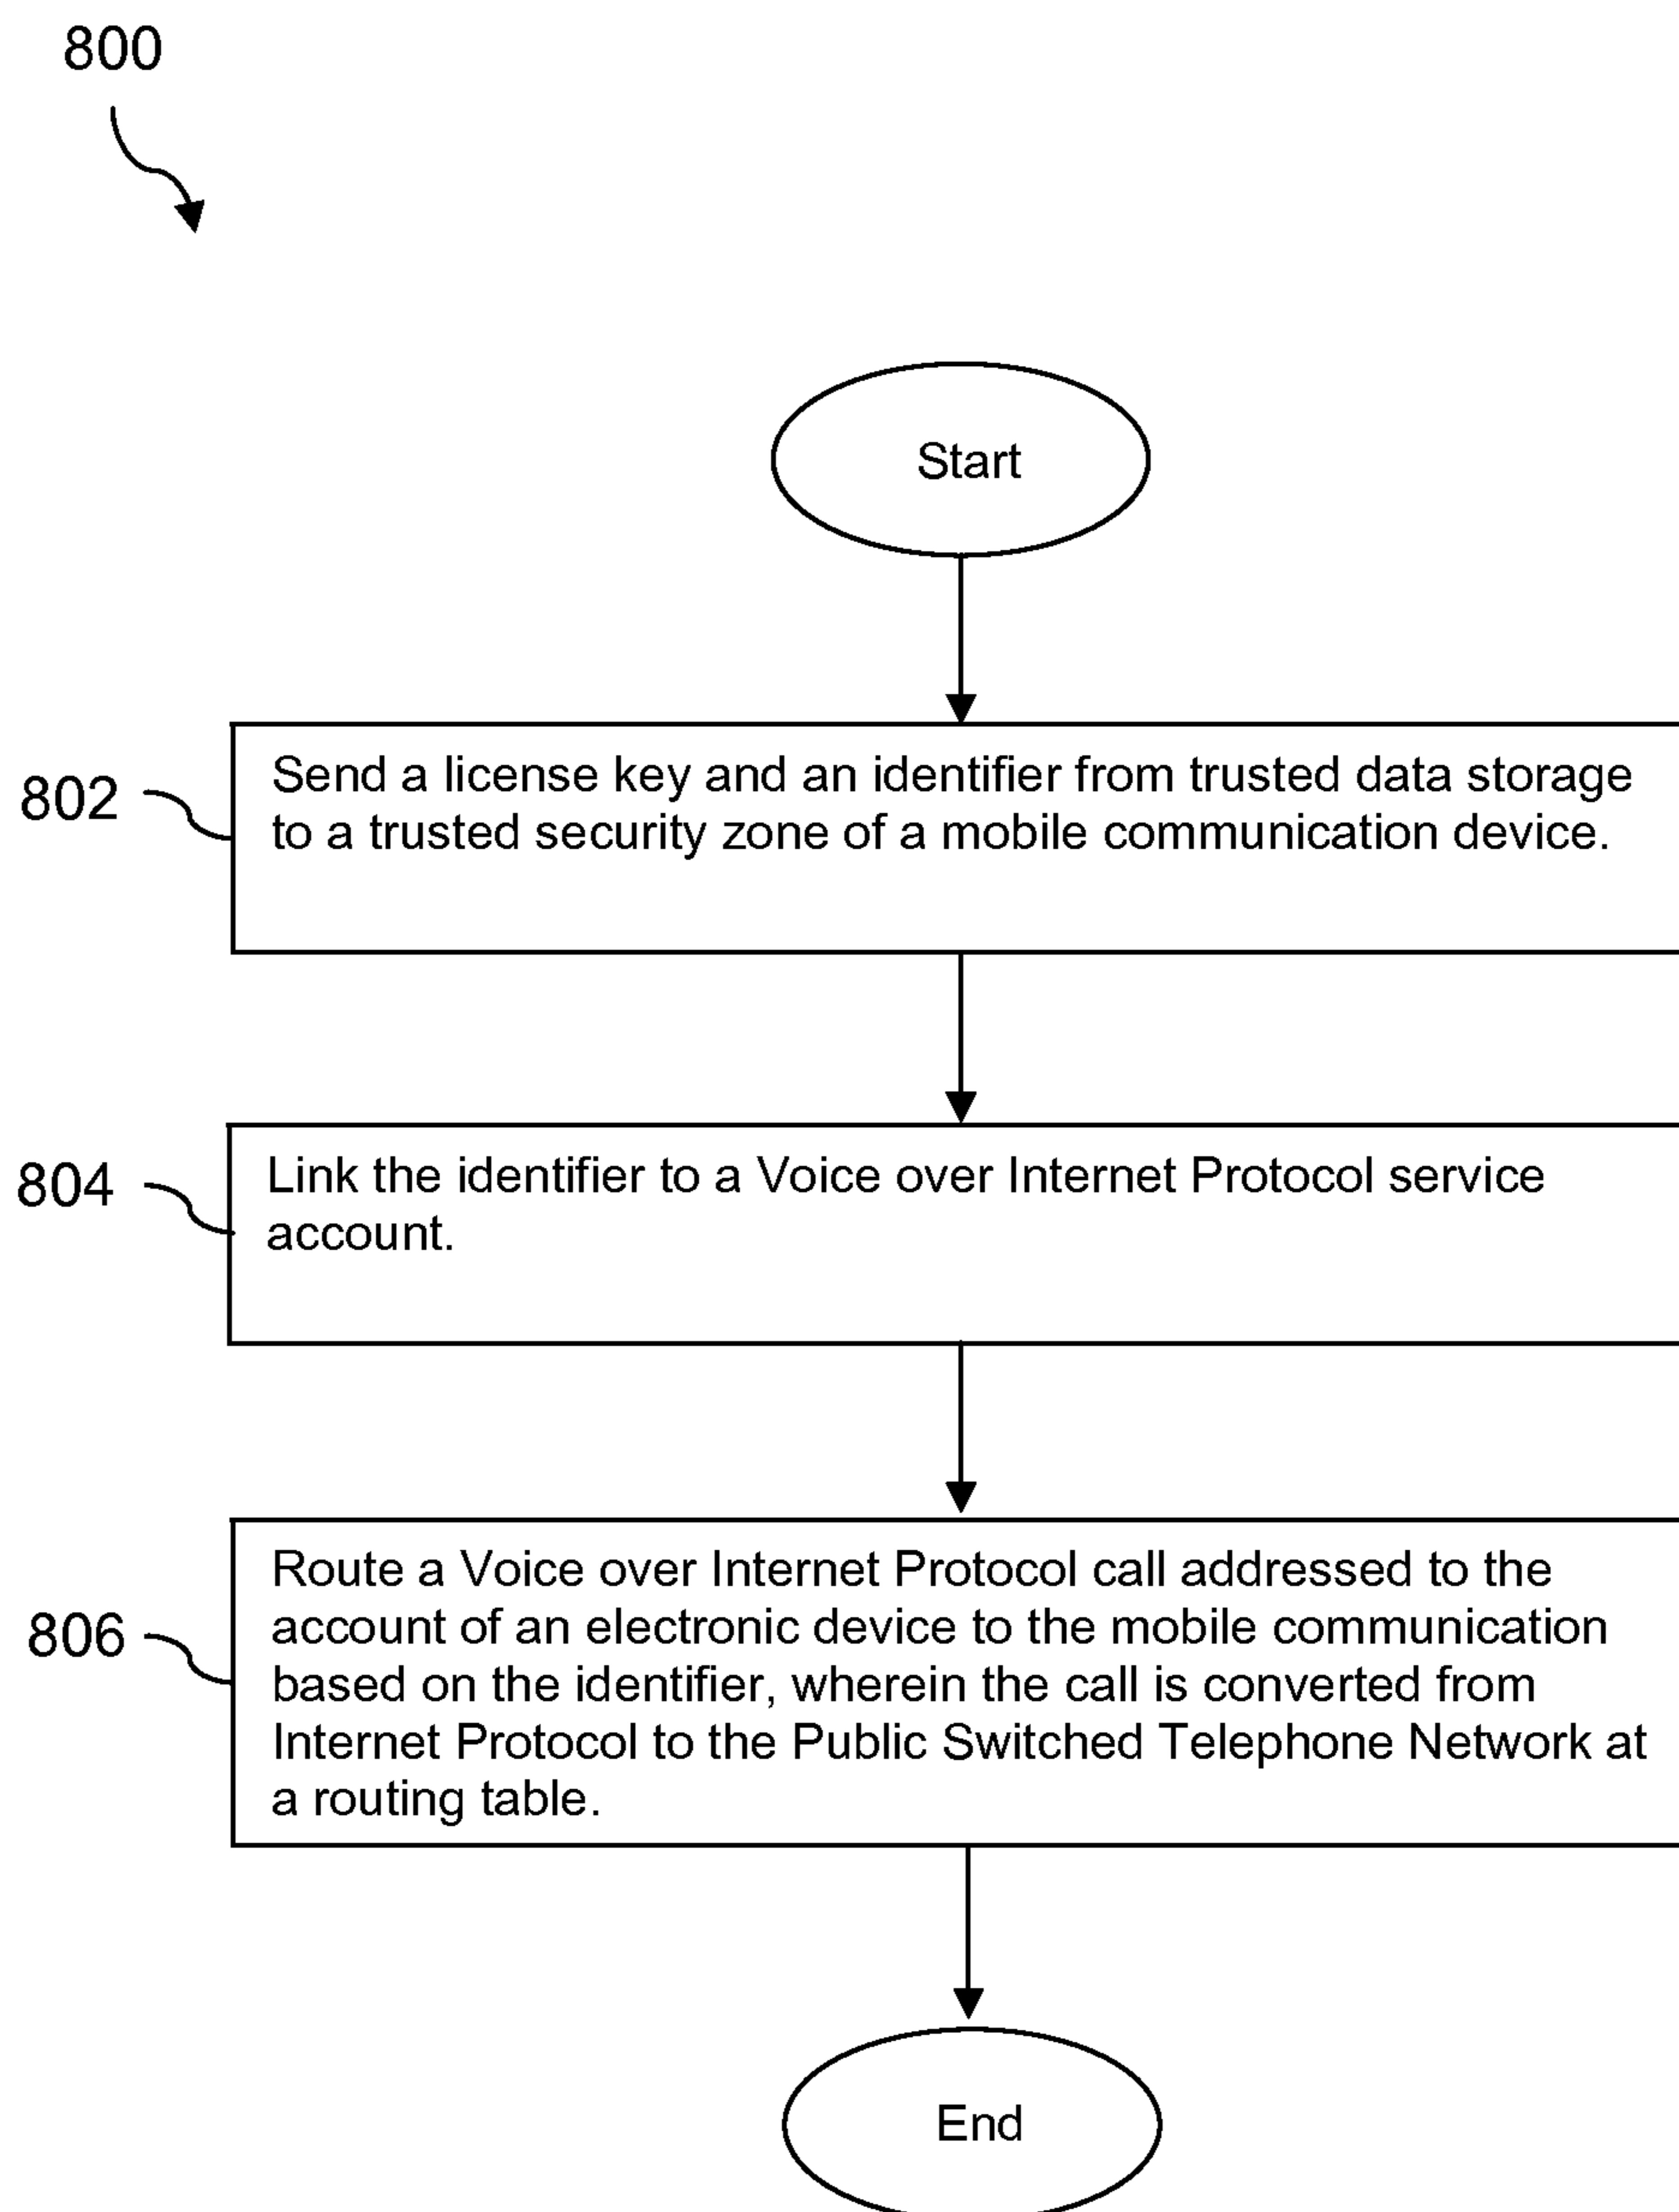 800
Start
802
Send a license key and an identifier from trusted data storage
to a trusted security zone of a mobile communication device.
804
Link the identifier to a Voice over Internet Protocol service
account.
806
Route a Voice over Internet Protocol call addressed to the
account of an electronic device to the mobile communication
based on the identifier, wherein the call is converted from
Internet Protocol to the Public Switched Telephone Network at
a routing table.
End